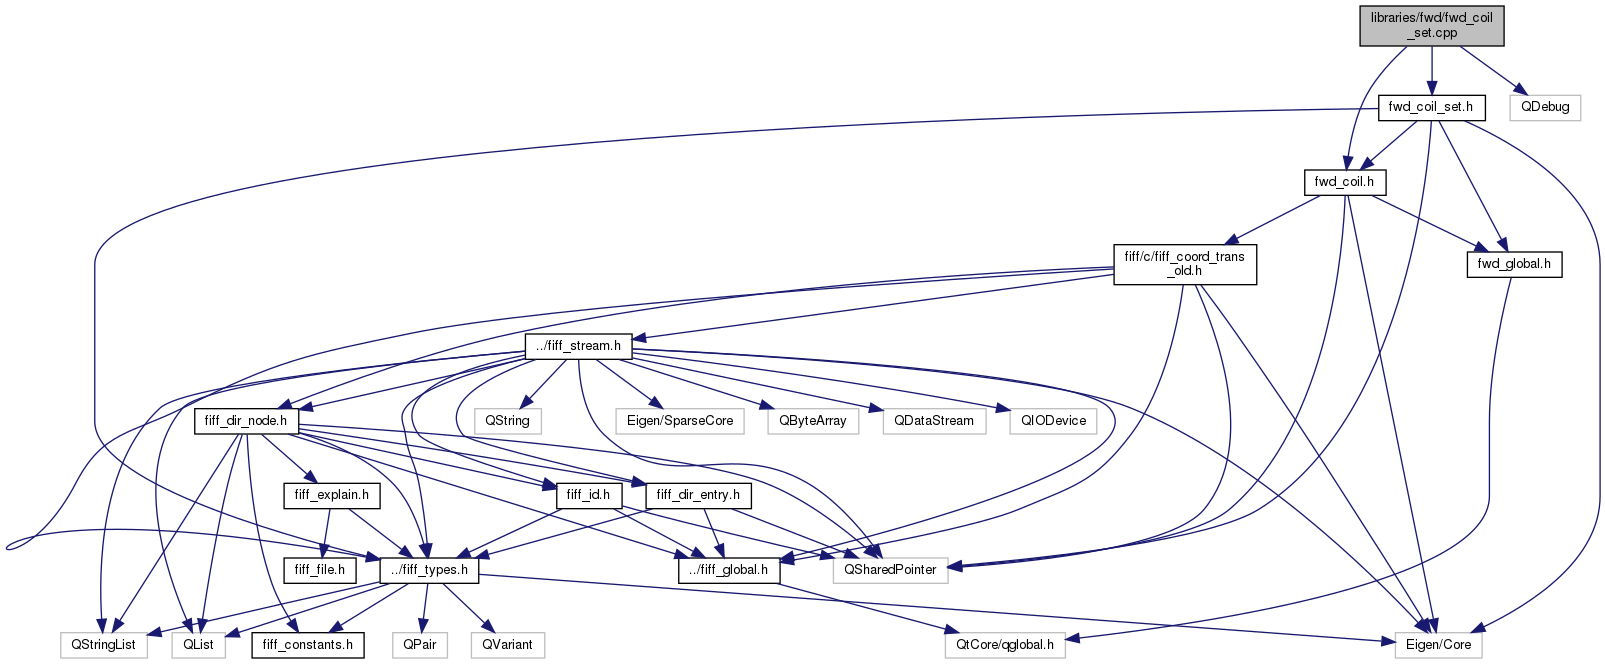 libraries/fwd/fwd_coil
_set.cpp
fwd_coil_set.h
QDebug
fwd_coil.h
fiff/c/fiff_coord_trans
_old.h
fwd_global.h
../fiff_stream.h
fiff_dir_node.h
QString
Eigen/SparseCore
QByteArray
QDataStream
QIODevice
fiff_explain.h
fiff_id.h
fiff_dir_entry.h
fiff_file.h
../fiff_types.h
../fiff_global.h
QSharedPointer
QStringList
QList
fiff_constants.h
QPair
QVariant
QtCore/qglobal.h
Eigen/Core